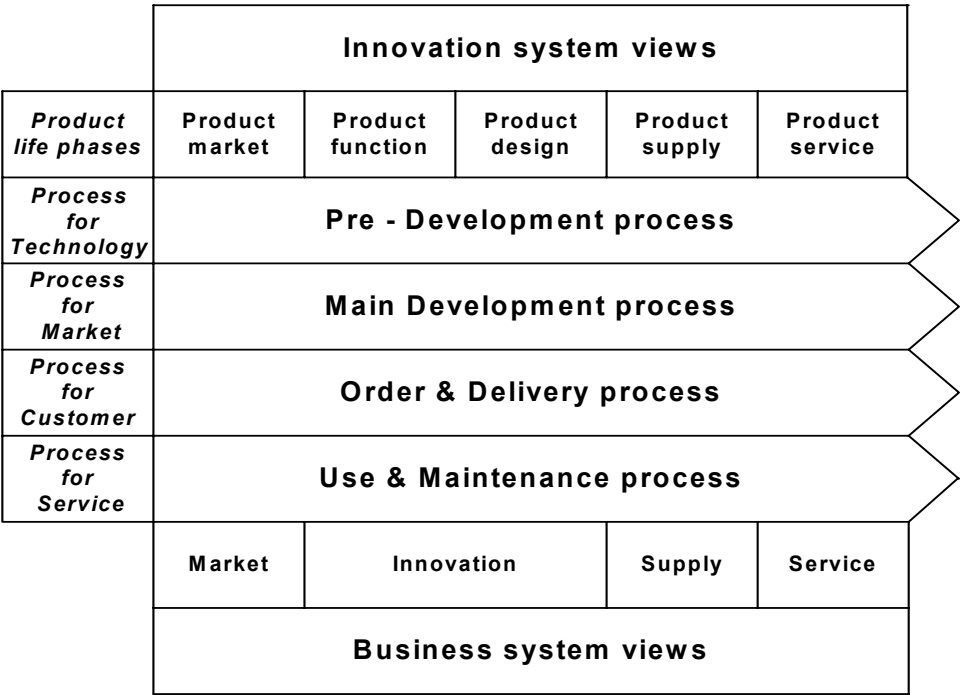 Innovation system views
Product life phases
Product market
Product function
Product design
Product supply
Product service
Process for Technology
Pre - Development process
Process for Market
Main Development process
Process for Customer
Order & Delivery process
Process for Service
Use & Maintenance process
Market
Innovation
Supply
Service
Business system views